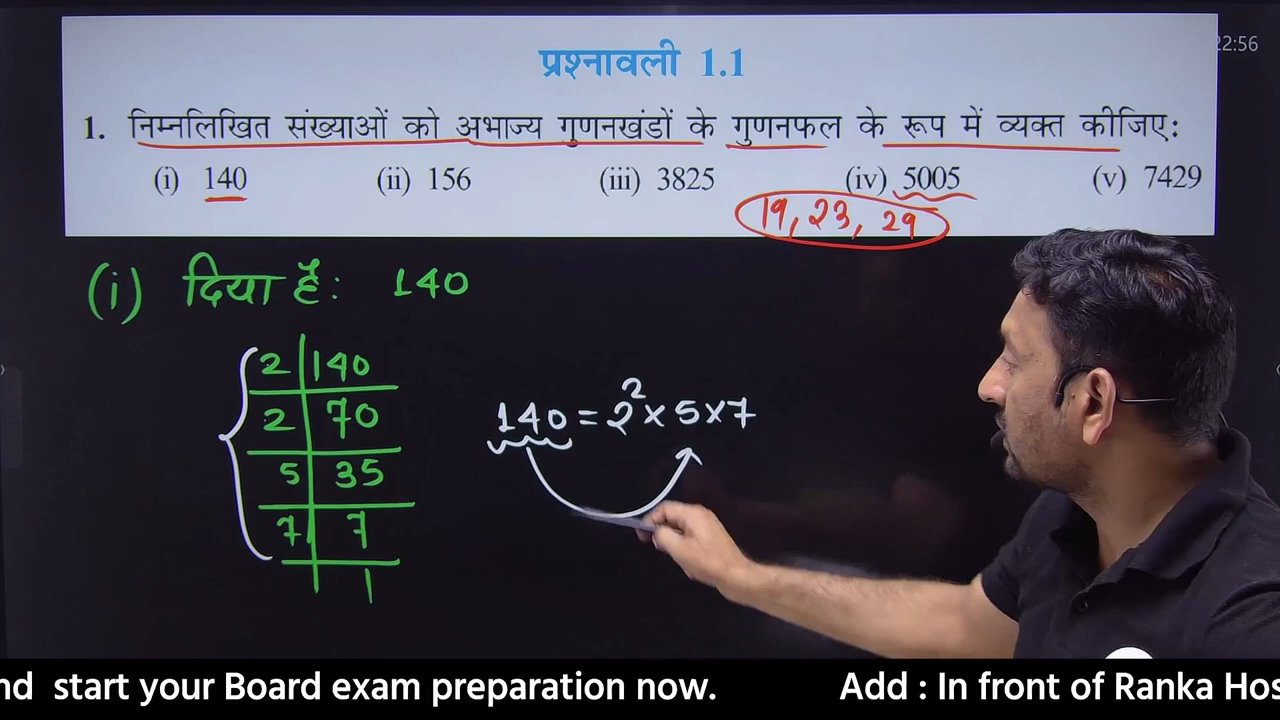 22:56
प्रश्नावली 1.1
1. निम्नलिखित संख्याओं को अभाज्य गुणनखंडों के गुणनफल के रूप में व्यक्त कीजिए:
(i) 140 (ii) 156 (iii) 3825 (iv) 5005 (v) 7429
19, 23, 29
(i) दिया है: 140
2 140
2 70
5 35
7 7
1
140 = 2² × 5 × 7
nd start your Board exam preparation now. Add : In front of Ranka Hos